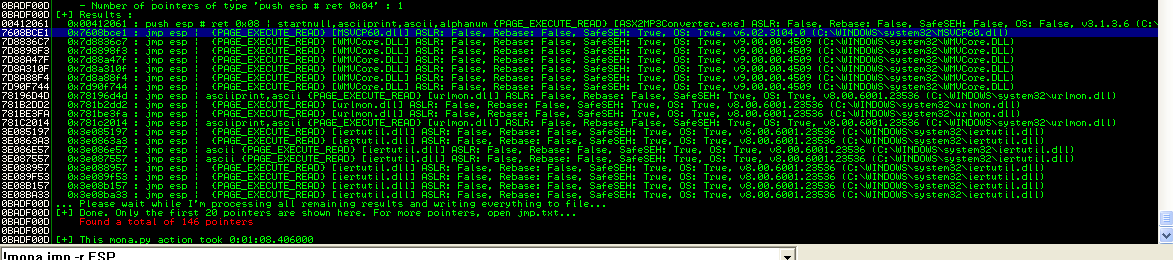 0BADF00D - Number of pointers of type 'push esp # ret 0x04' : 1
0BADF00D [+] Results :
00412061 0x00412061 : push esp # ret 0x08 | startnull,asciiprint,ascii,alphanum {PAGE_EXECUTE_READ} [ASX2MP3Converter.exe] ASLR: False, Rebase: False, SafeSEH: False, OS: False, v3.1.3.6 (C:
7608BCE1 0x7608bce1 : jmp esp | {PAGE_EXECUTE_READ} [MSVCP60.dll] ASLR: False, Rebase: False, SafeSEH: True, OS: True, v6.02.3104.0 (C:\WINDOWS\system32\MSVCP60.dll)
7D8836C7 0x7d8836c7 : jmp esp | {PAGE_EXECUTE_READ} [WMVCore.DLL] ASLR: False, Rebase: False, SafeSEH: True, OS: True, v9.00.00.4509 (C:\WINDOWS\system32\WMVCore.DLL)
7D8898F3 0x7d8898f3 : jmp esp | {PAGE_EXECUTE_READ} [WMVCore.DLL] ASLR: False, Rebase: False, SafeSEH: True, OS: True, v9.00.00.4509 (C:\WINDOWS\system32\WMVCore.DLL)
7D88A47F 0x7d88a47f : jmp esp | {PAGE_EXECUTE_READ} [WMVCore.DLL] ASLR: False, Rebase: False, SafeSEH: True, OS: True, v9.00.00.4509 (C:\WINDOWS\system32\WMVCore.DLL)
7D8A310F 0x7d8a310f : jmp esp | {PAGE_EXECUTE_READ} [WMVCore.DLL] ASLR: False, Rebase: False, SafeSEH: True, OS: True, v9.00.00.4509 (C:\WINDOWS\system32\WMVCore.DLL)
7D8A88F4 0x7d8a88f4 : jmp esp | {PAGE_EXECUTE_READ} [WMVCore.DLL] ASLR: False, Rebase: False, SafeSEH: True, OS: True, v9.00.00.4509 (C:\WINDOWS\system32\WMVCore.DLL)
7D90F744 0x7d90f744 : jmp esp | {PAGE_EXECUTE_READ} [WMVCore.DLL] ASLR: False, Rebase: False, SafeSEH: True, OS: True, v9.00.00.4509 (C:\WINDOWS\system32\WMVCore.DLL)
78196D4D 0x78196d4d : jmp esp | asciiprint,ascii {PAGE_EXECUTE_READ} [urlmon.dll] ASLR: False, Rebase: False, SafeSEH: True, OS: True, v8.00.6001.23536 (C:\WINDOWS\system32\urlmon.dll)
781B2DD2 0x781b2dd2 : jmp esp | {PAGE_EXECUTE_READ} [urlmon.dll] ASLR: False, Rebase: False, SafeSEH: True, OS: True, v8.00.6001.23536 (C:\WINDOWS\system32\urlmon.dll)
781BE3FA 0x781be3fa : jmp esp | {PAGE_EXECUTE_READ} [urlmon.dll] ASLR: False, Rebase: False, SafeSEH: True, OS: True, v8.00.6001.23536 (C:\WINDOWS\system32\urlmon.dll)
781C2014 0x781c2014 : jmp esp | asciiprint,ascii {PAGE_EXECUTE_READ} [urlmon.dll] ASLR: False, Rebase: False, SafeSEH: True, OS: True, v8.00.6001.23536 (C:\WINDOWS\system32\urlmon.dll)
3E085197 0x3e085197 : jmp esp | {PAGE_EXECUTE_READ} [iertutil.dll] ASLR: False, Rebase: False, SafeSEH: True, OS: True, v8.00.6001.23536 (C:\WINDOWS\system32\iertutil.dll)
3E0863A3 0x3e0863a3 : jmp esp | {PAGE_EXECUTE_READ} [iertutil.dll] ASLR: False, Rebase: False, SafeSEH: True, OS: True, v8.00.6001.23536 (C:\WINDOWS\system32\iertutil.dll)
3E086E57 0x3e086e57 : jmp esp | ascii {PAGE_EXECUTE_READ} [iertutil.dll] ASLR: False, Rebase: False, SafeSEH: True, OS: True, v8.00.6001.23536 (C:\WINDOWS\system32\iertutil.dll)
3E087557 0x3e087557 : jmp esp | ascii {PAGE_EXECUTE_READ} [iertutil.dll] ASLR: False, Rebase: False, SafeSEH: True, OS: True, v8.00.6001.23536 (C:\WINDOWS\system32\iertutil.dll)
3E088957 0x3e088957 : jmp esp | {PAGE_EXECUTE_READ} [iertutil.dll] ASLR: False, Rebase: False, SafeSEH: True, OS: True, v8.00.6001.23536 (C:\WINDOWS\system32\iertutil.dll)
3E089F53 0x3e089f53 : jmp esp | {PAGE_EXECUTE_READ} [iertutil.dll] ASLR: False, Rebase: False, SafeSEH: True, OS: True, v8.00.6001.23536 (C:\WINDOWS\system32\iertutil.dll)
3E08B157 0x3e08b157 : jmp esp | {PAGE_EXECUTE_READ} [iertutil.dll] ASLR: False, Rebase: False, SafeSEH: True, OS: True, v8.00.6001.23536 (C:\WINDOWS\system32\iertutil.dll)
0x3e : jmp esp | {PAGE_EXECUTE_READ} [iertutil.dll] ASLR: False, Rebase: False, SafeSEH: True, OS: True, v8.00.6001.23536 (C:\WINDOWS\system32\iertutil.dll)
0BADF00D ... Please wait while I'm processing all remaining results and writing everything to file...
0BADF00D [+] Done. Only the first 20 pointers are shown here. For more pointers, open jmp.txt...
0BADF00D Found a total of 146 pointers
0BADF00D
0BADF00D [+] This mona.py action took 0:01:08.406000
!mona jmp -r ESP